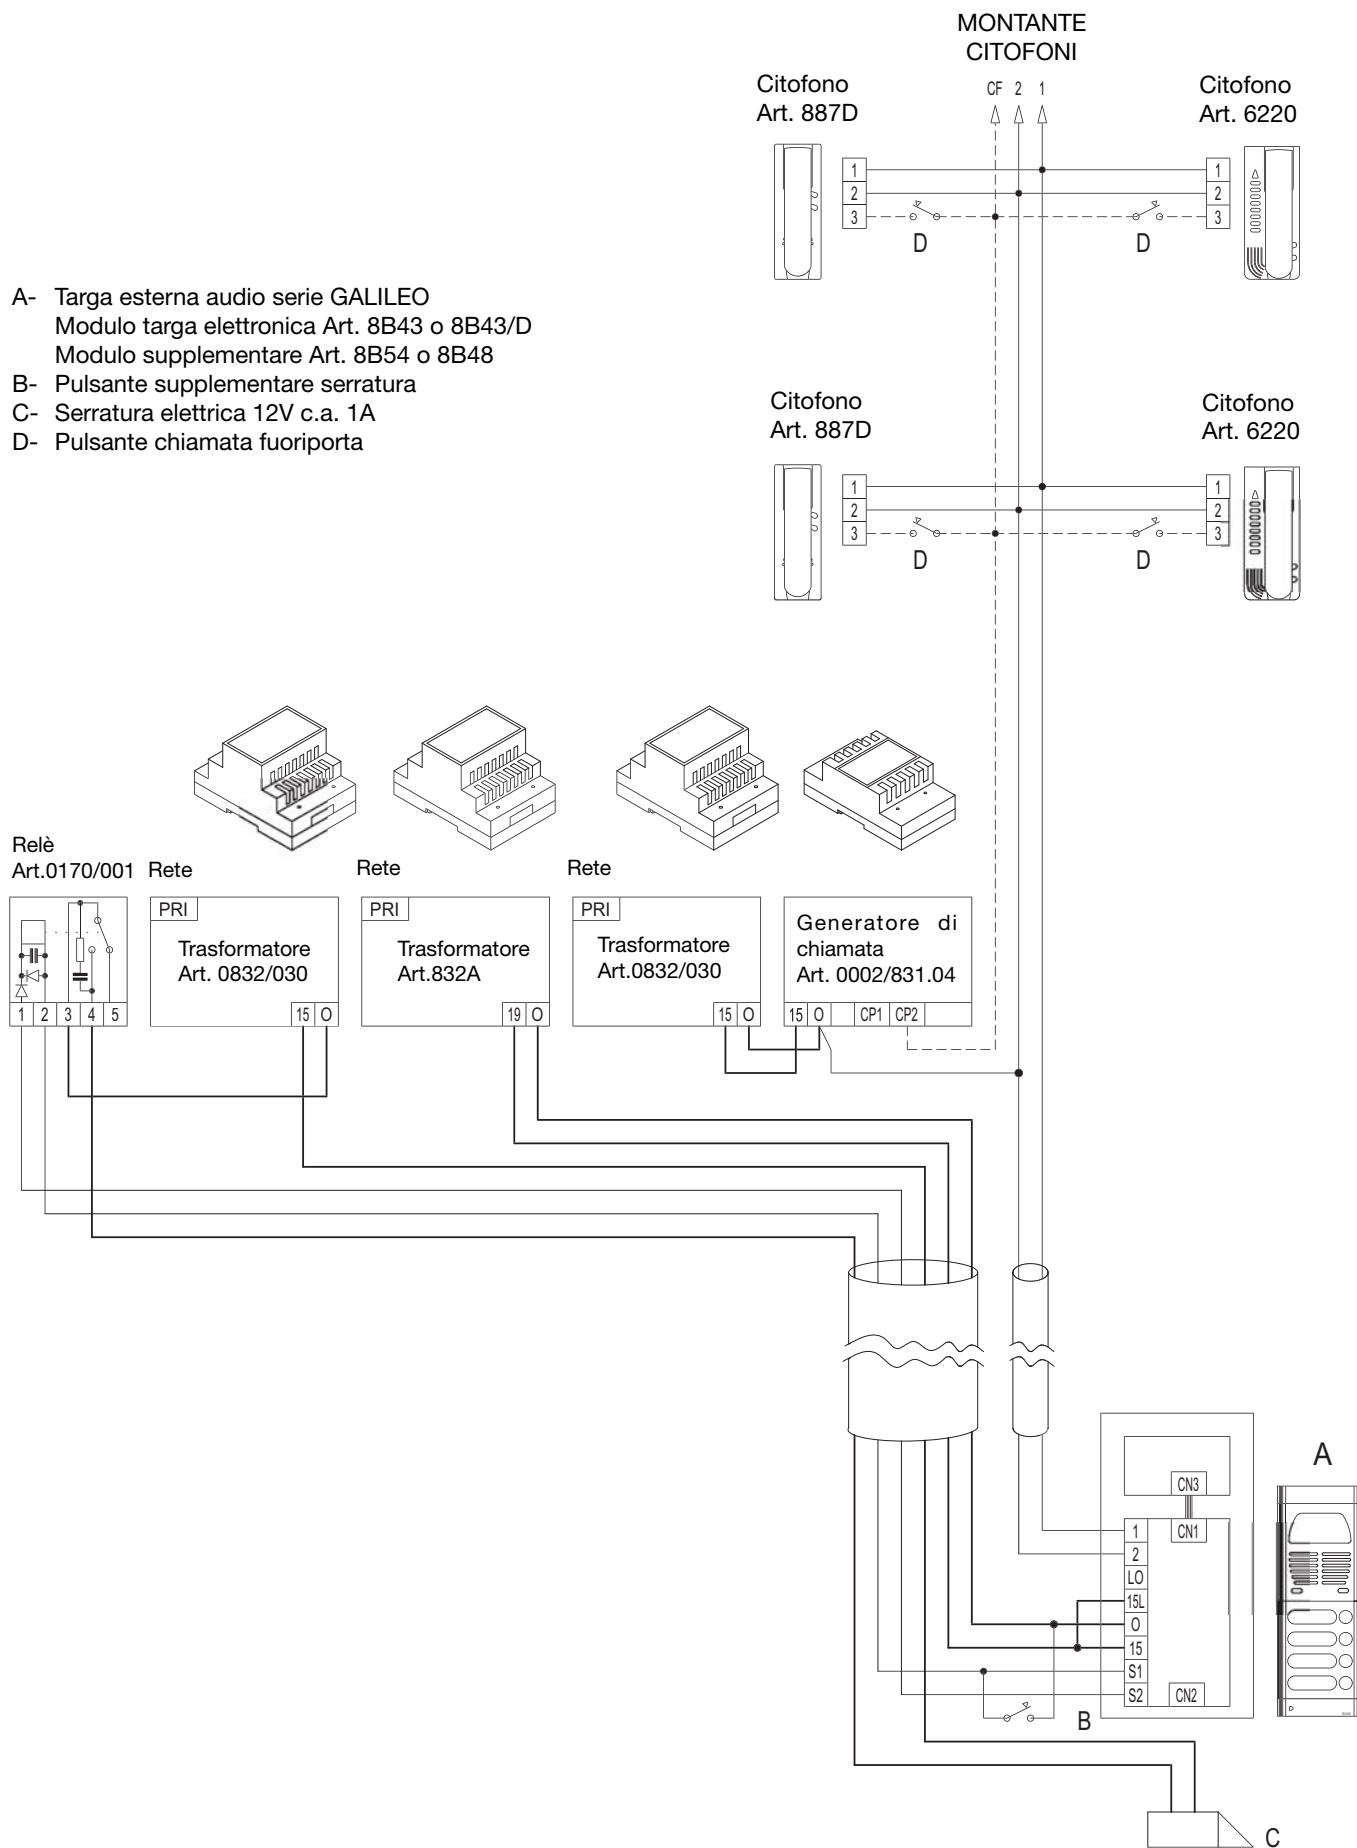 MONTANTE
CITOFONI
CF 2 1
Citofono
Art. 887D
Citofono
Art. 6220
1
2
3
D
D
1
2
3
A- Targa esterna audio serie GALILEO
Modulo targa elettronica Art. 8B43 o 8B43/D
Modulo supplementare Art. 8B54 o 8B48
B- Pulsante supplementare serratura
C- Serratura elettrica 12V c.a. 1A
D- Pulsante chiamata fuoriporta
Citofono
Art. 887D
Citofono
Art. 6220
1
2
3
D
D
1
2
3
Relè
Art.0170/001
1 2 3 4 5
Rete
PRI
Trasformatore
Art. 0832/030
15 O
Rete
PRI
Trasformatore
Art.832A
19 O
Rete
PRI
Trasformatore
Art.0832/030
15 O
Generatore di
chiamata
Art. 0002/831.04
15 O CP1 CP2
A
CN3
CN1
1
2
LO
15L
O
15
S1
S2
CN2
B
C